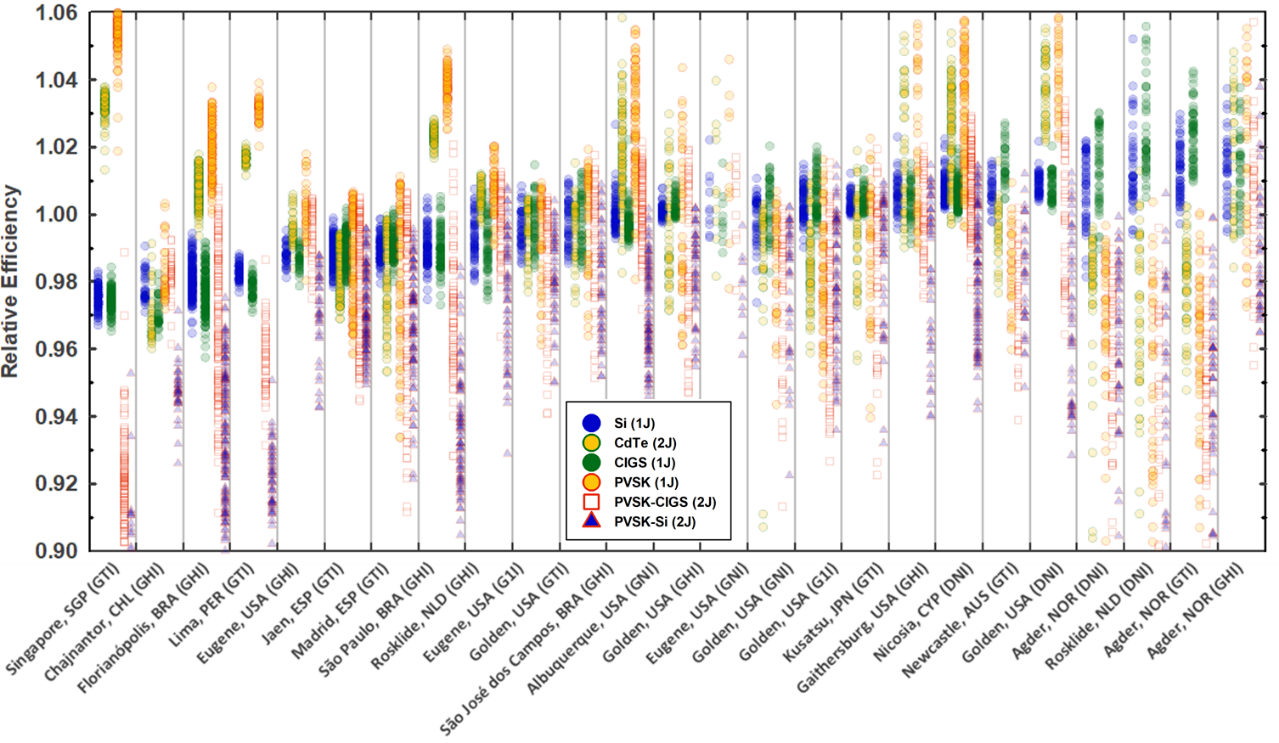 Relative Efficiency
1.06
1.04
1.02
1.00
0.98
0.96
0.94
0.92
0.90
Si (1J)
CdTe (2J)
CIGS (1J)
PVSK (1J)
PVSK-CIGS (2J)
PVSK-Si (2J)
Singapore, SGP (GTI)
Chajnantor, CHL (GHI)
Florianópolis, BRA (GHI)
Lima, PER (GTI)
Eugene, USA (GHI)
Jaen, ESP (GTI)
Madrid, ESP (GTI)
São Paulo, BRA (GHI)
Rosklide, NLD (GHI)
Eugene, USA (G1I)
Golden, USA (GTI)
São José dos Campos, BRA (GHI)
Albuquerque, USA (GNI)
Golden, USA (GHI)
Eugene, USA (GNI)
Golden, USA (GNI)
Golden, USA (G1I)
Kusatsu, JPN (GTI)
Gaithersburg, USA (GHI)
Nicosia, CYP (DNI)
Newcastle, AUS (GTI)
Golden, USA (DNI)
Agder, NOR (DNI)
Rosklide, NLD (DNI)
Agder, NOR (GTI)
Agder, NOR (GHI)